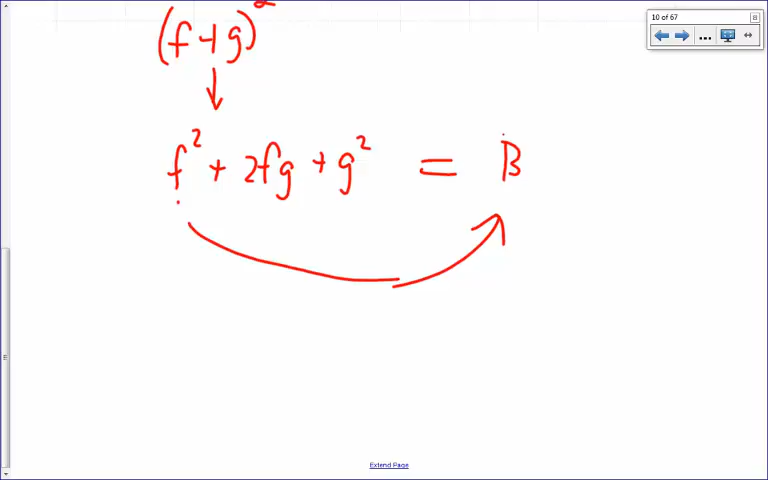 10 of 67
(f+g)²
f² + 2fg + g² = B
Extend Page